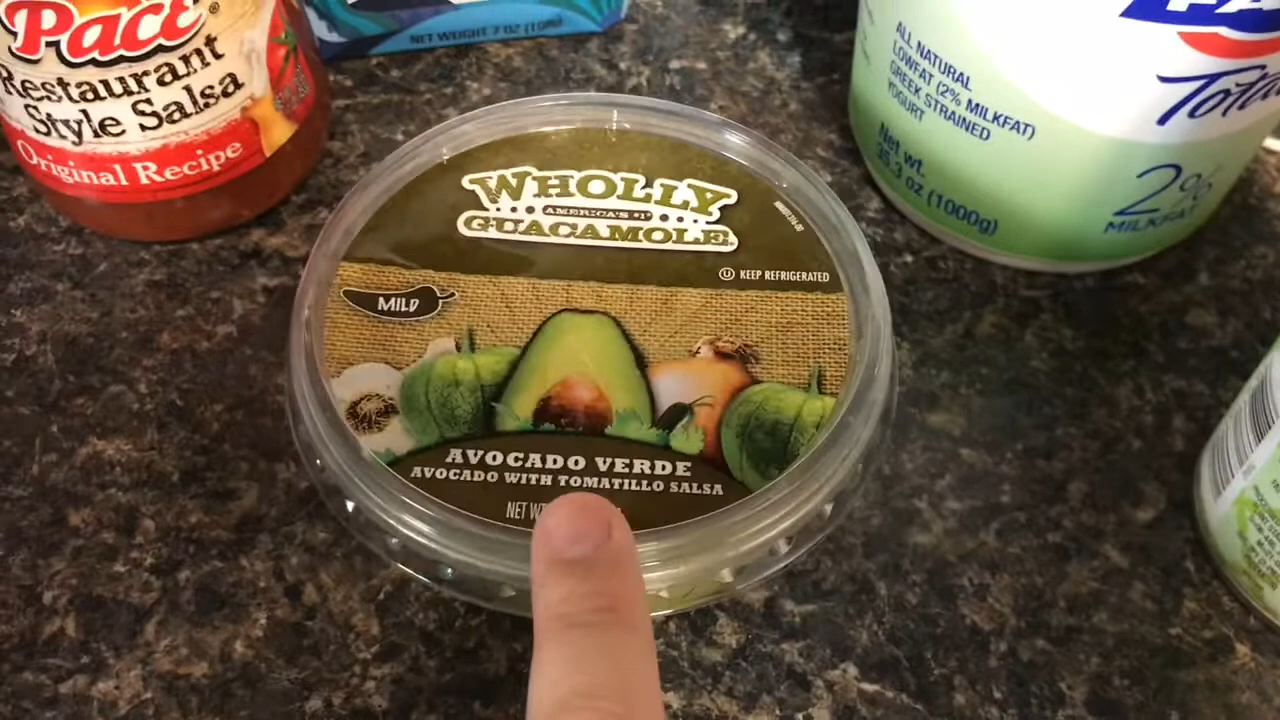 Pace
Restaurant
Style Salsa
Original Recipe
NET WEIGHT 7 OZ
WHOLLY
AMERICA'S #1
GUACAMOLE
KEEP REFRIGERATED
MILD
AVOCADO VERDE
AVOCADO WITH TOMATILLO SALSA
NET
ALL NATURAL
LOWFAT (2% MILKFAT)
GREEK STRAINED
YOGURT
Net wt.
35.3 oz (1000g)
2%